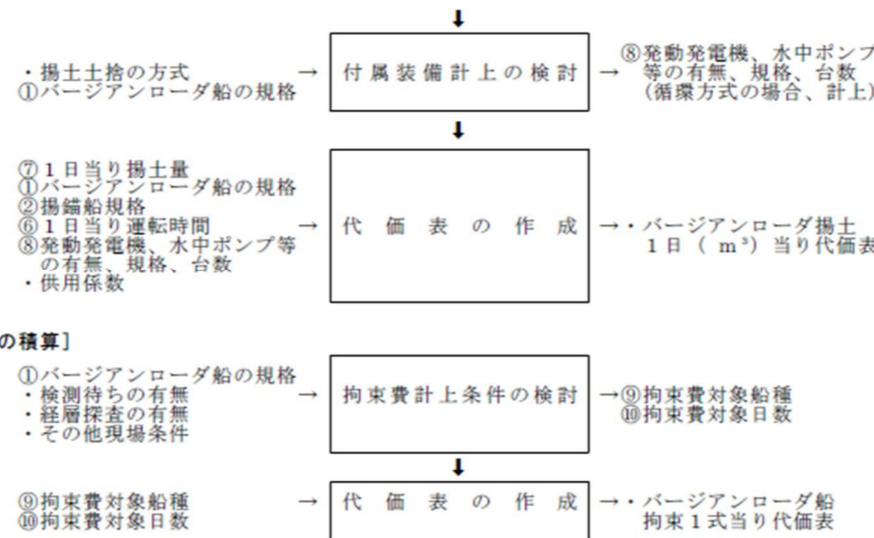 ・揚土土捨の方式
①バージアンローダ船の規格
→
付属装備計上の検討
→
⑧発動発電機、水中ポンプ
等の有無、規格、台数
(循環方式の場合、計上)
⑦1日当り揚土量
①バージアンローダ船の規格
②揚錨船規格
⑥1日当り運転時間
⑧発動発電機、水中ポンプ等
の有無、規格、台数
・供用係数
→
代価表の作成
→・バージアンローダ揚土
1日( m³)当り代価表
の積算]
①バージアンローダ船の規格
・検測待ちの有無
・経層探査の有無
・その他現場条件
→
拘束費計上条件の検討
→⑨拘束費対象船種
⑩拘束費対象日数
⑨拘束費対象船種
⑩拘束費対象日数
→
代価表の作成
→・バージアンローダ船
拘束1式当り代価表